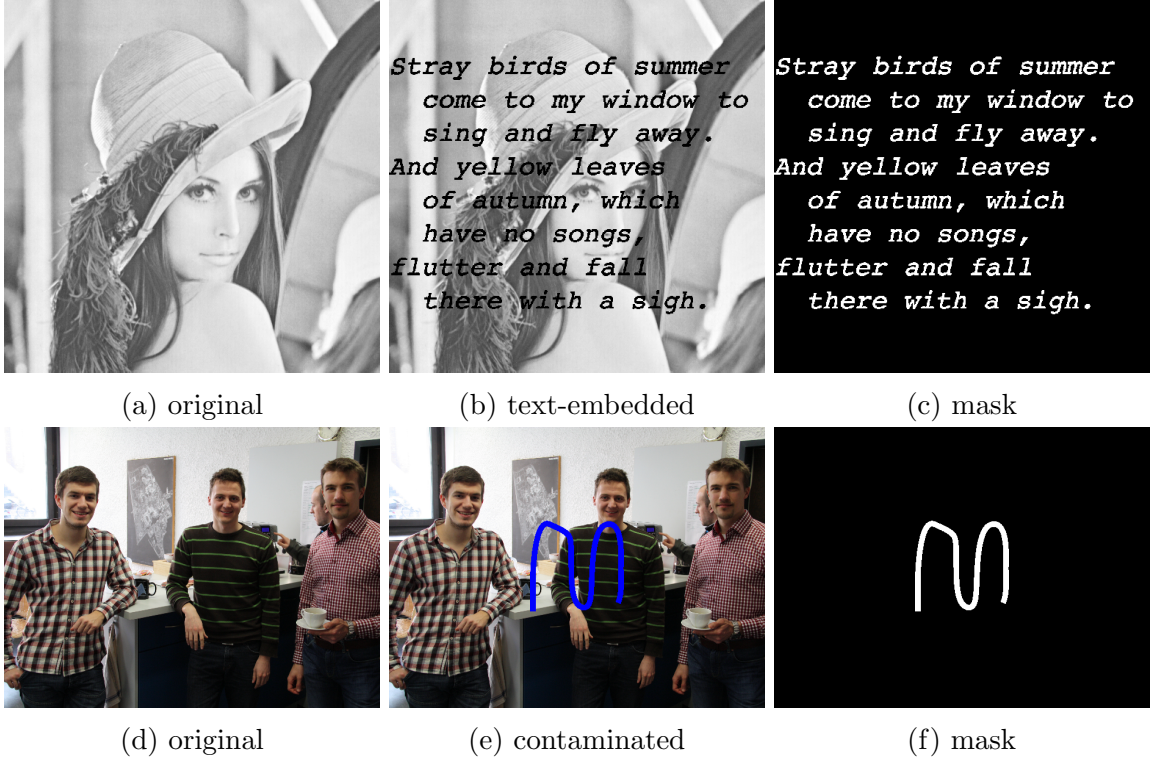 Stray birds of summer
come to my window to
sing and fly away.
And yellow leaves
of autumn, which
have no songs,
flutter and fall
there with a sigh.
Stray birds of summer
come to my window to
sing and fly away.
And yellow leaves
of autumn, which
have no songs,
flutter and fall
there with a sigh.
(a) original
(b) text-embedded
(c) mask
(d) original
(e) contaminated
(f) mask